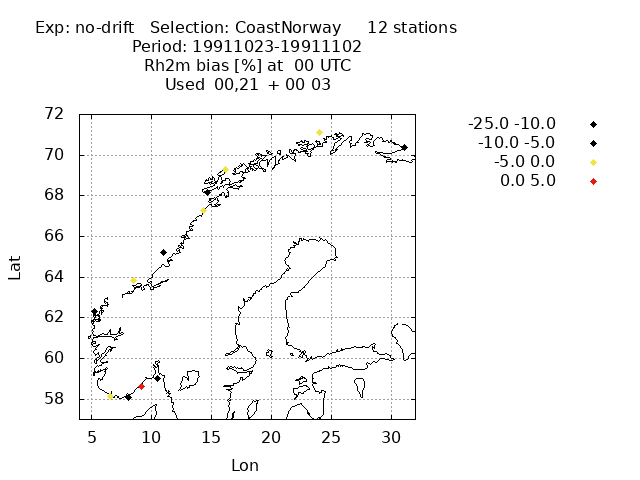 Exp: no-drift Selection: CoastNorway 12 stations
Period: 19911023-19911102
Rh2m bias [%] at 00 UTC
Used 00,21 + 00 03
-25.0 -10.0
-10.0 -5.0
-5.0 0.0
0.0 5.0
72
70
68
66
64
62
60
58
Lat
5 10 15 20 25 30
Lon